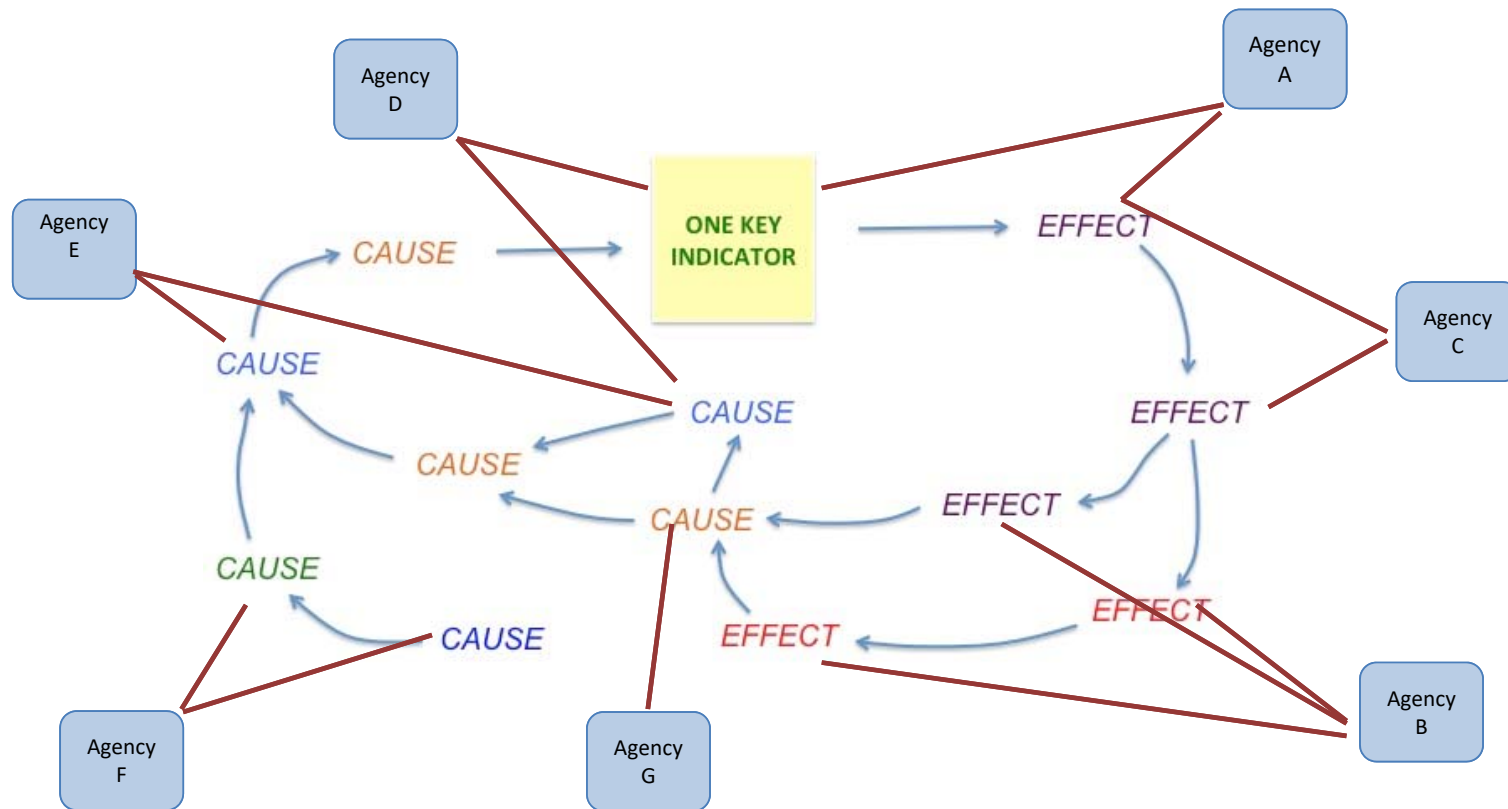 Agency
D
Agency
A
Agency
E
ONE KEY
INDICATOR
EFFECT
CAUSE
Agency
C
CAUSE
CAUSE
EFFECT
CAUSE
EFFECT
CAUSE
CAUSE
EFFECT
CAUSE
EFFECT
Agency
B
Agency
F
Agency
G